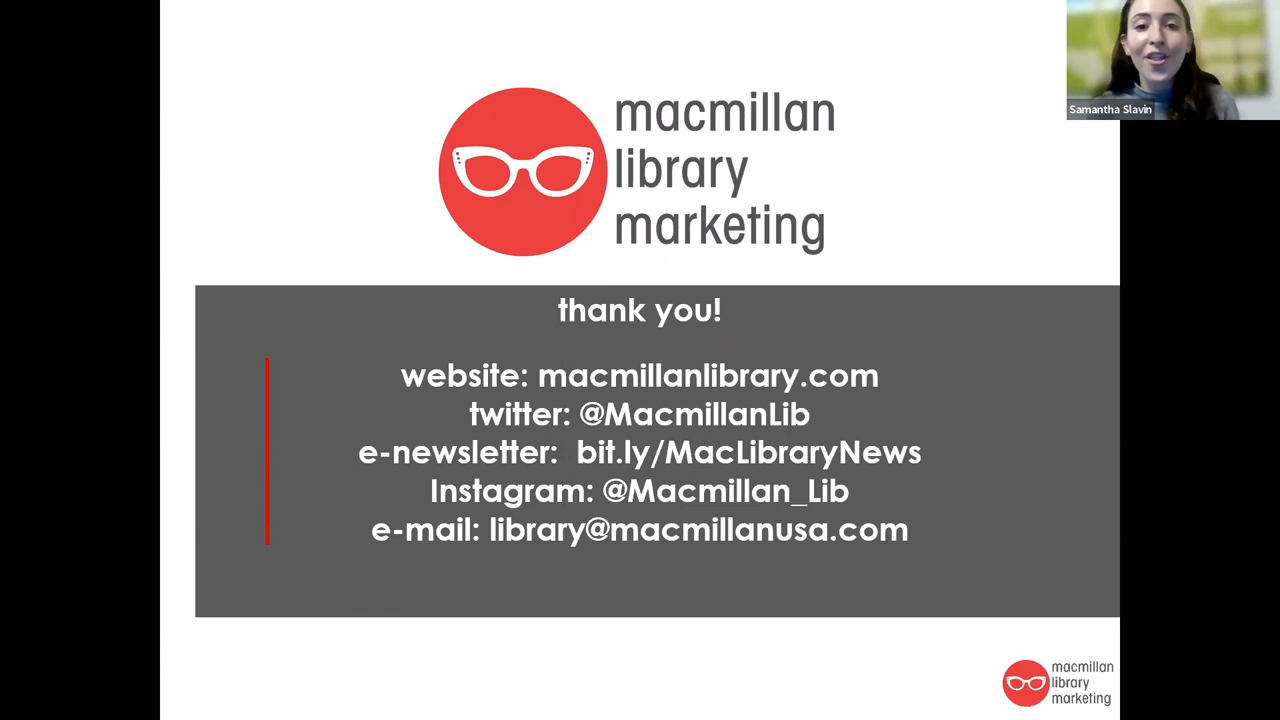 Samantha Slavin
macmillan
library
marketing
thank you!
website: macmillanlibrary.com
twitter: @MacmillanLib
e-newsletter: bit.ly/MacLibraryNews
Instagram: @Macmillan_Lib
e-mail: library@macmillanusa.com
macmillan
library
marketing